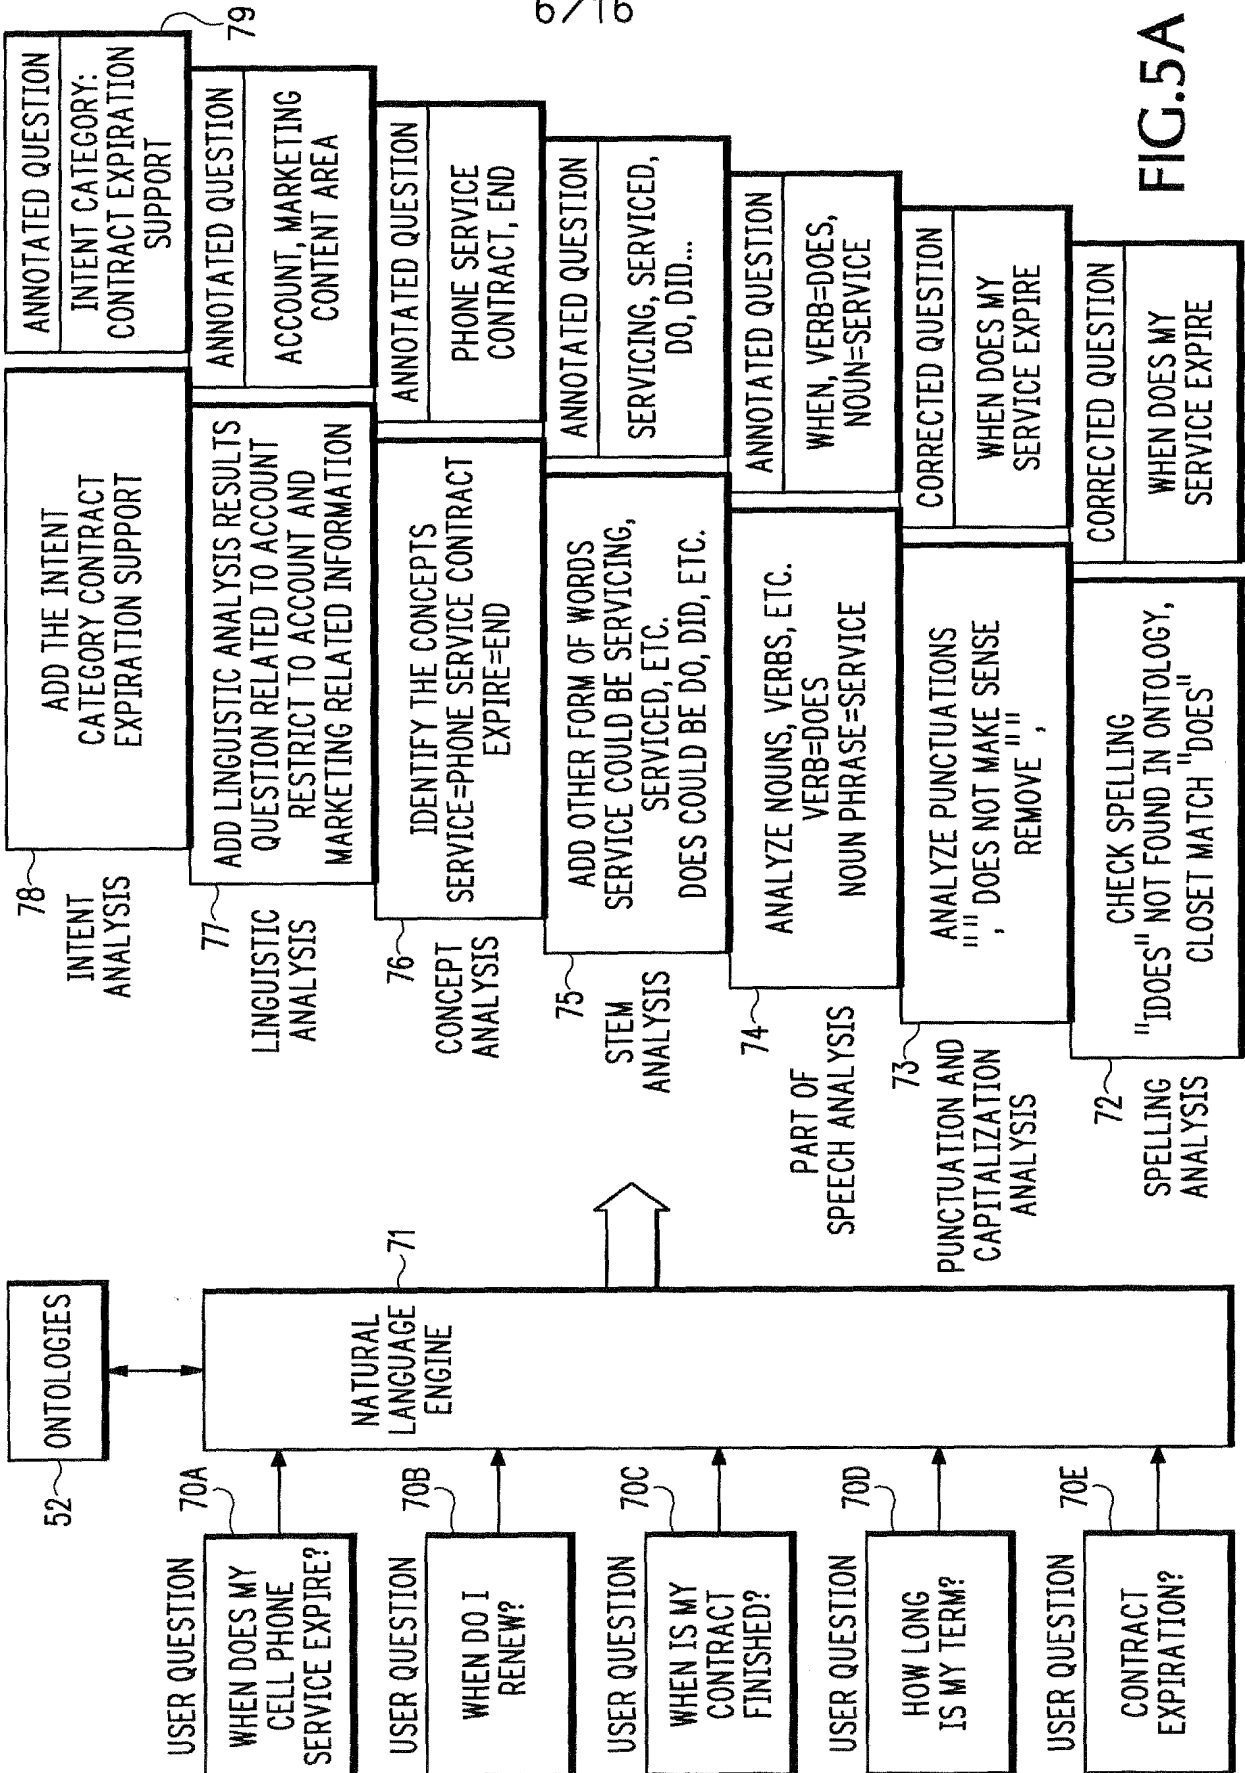 6/16
52
ONTOLOGIES
USER QUESTION
70A
WHEN DOES MY
CELL PHONE
SERVICE EXPIRE?
USER QUESTION
70B
WHEN DO I
RENEW?
USER QUESTION
70C
WHEN IS MY
CONTRACT
FINISHED?
USER QUESTION
70D
HOW LONG
IS MY TERM?
USER QUESTION
70E
CONTRACT
EXPIRATION?
71
NATURAL
LANGUAGE
ENGINE
78
INTENT
ANALYSIS
ADD THE INTENT
CATEGORY CONTRACT
EXPIRATION SUPPORT
ANNOTATED QUESTION
INTENT CATEGORY:
CONTRACT EXPIRATION
SUPPORT
79
77
LINGUISTIC
ANALYSIS
ADD LINGUISTIC ANALYSIS RESULTS
QUESTION RELATED TO ACCOUNT
RESTRICT TO ACCOUNT AND
MARKETING RELATED INFORMATION
ANNOTATED QUESTION
ACCOUNT, MARKETING
CONTENT AREA
76
CONCEPT
ANALYSIS
IDENTIFY THE CONCEPTS
SERVICE=PHONE SERVICE CONTRACT
EXPIRE=END
ANNOTATED QUESTION
PHONE SERVICE
CONTRACT, END
75
STEM
ANALYSIS
ADD OTHER FORM OF WORDS
SERVICE COULD BE SERVICING,
SERVICED, ETC.
DOES COULD BE DO, DID, ETC.
ANNOTATED QUESTION
SERVICING, SERVICED,
DO, DID...
74
PART OF
SPEECH ANALYSIS
ANALYZE NOUNS, VERBS, ETC.
VERB=DOES
NOUN PHRASE=SERVICE
ANNOTATED QUESTION
WHEN, VERB=DOES,
NOUN=SERVICE
73
PUNCTUATION AND
CAPITALIZATION
ANALYSIS
ANALYZE PUNCTUATIONS
"," DOES NOT MAKE SENSE
REMOVE ","
CORRECTED QUESTION
WHEN DOES MY
SERVICE EXPIRE
72
SPELLING
ANALYSIS
CHECK SPELLING
"IDOES" NOT FOUND IN ONTOLOGY,
CLOSET MATCH "DOES"
CORRECTED QUESTION
WHEN DOES MY
SERVICE EXPIRE
FIG.5A